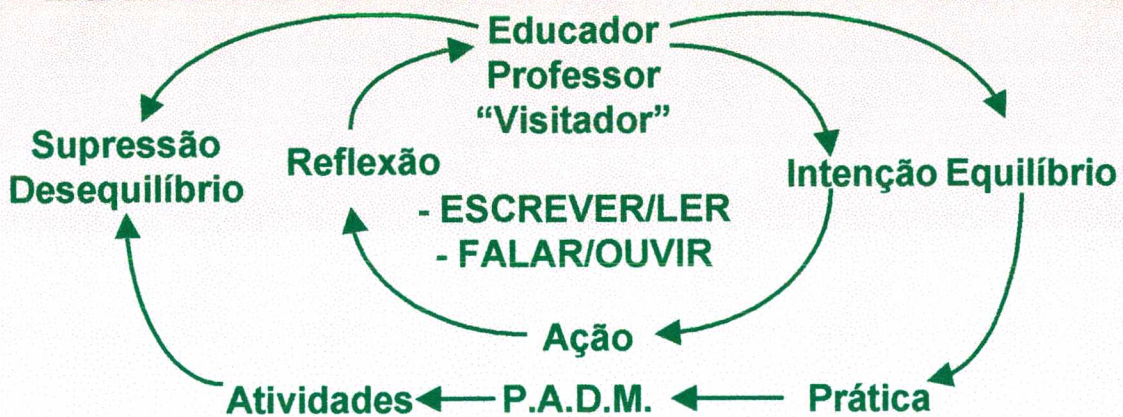 Educador
Professor
“Visitador”
Supressão
Desequilíbrio
Reflexão
Intenção Equilíbrio
- ESCREVER/LER
- FALAR/OUVIR
Ação
Atividades P.A.D.M. Prática